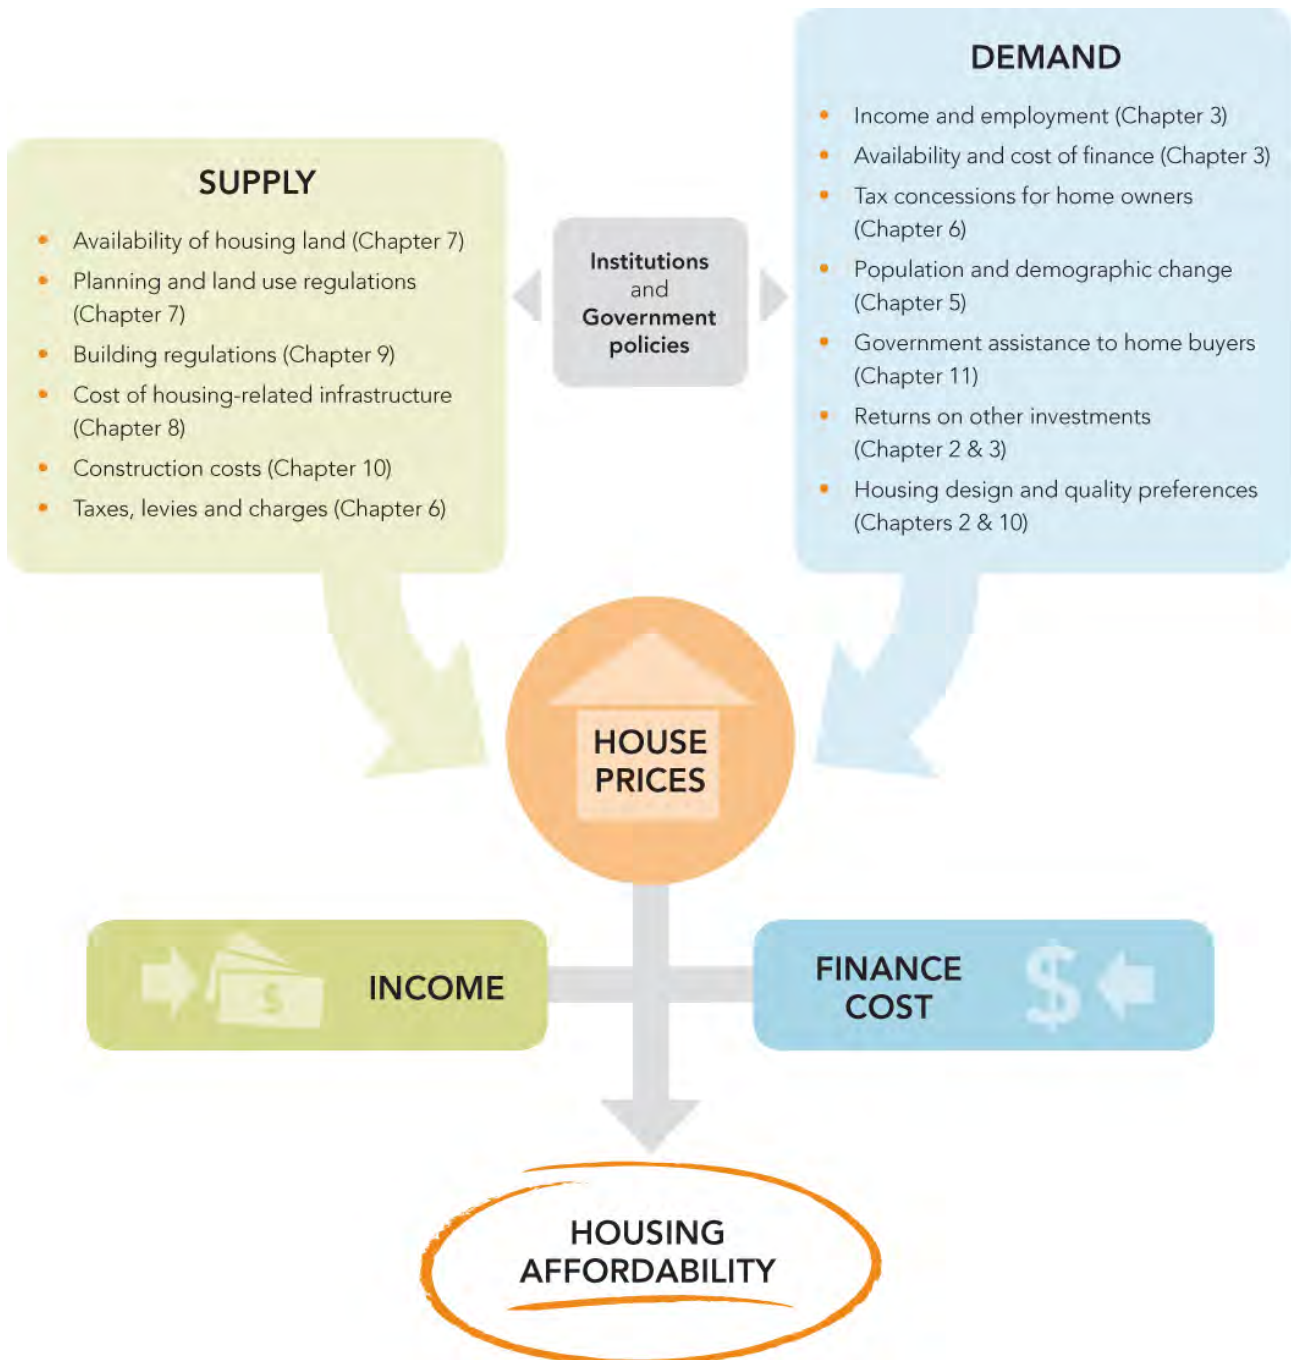 SUPPLY
• Availability of housing land (Chapter 7)
• Planning and land use regulations
(Chapter 7)
• Building regulations (Chapter 9)
• Cost of housing-related infrastructure
(Chapter 8)
• Construction costs (Chapter 10)
• Taxes, levies and charges (Chapter 6)
Institutions
and
Government
policies
DEMAND
• Income and employment (Chapter 3)
• Availability and cost of finance (Chapter 3)
• Tax concessions for home owners
(Chapter 6)
• Population and demographic change
(Chapter 5)
• Government assistance to home buyers
(Chapter 11)
• Returns on other investments
(Chapter 2 & 3)
• Housing design and quality preferences
(Chapters 2 & 10)
HOUSE
PRICES
$
INCOME
FINANCE
COST
$
HOUSING
AFFORDABILITY